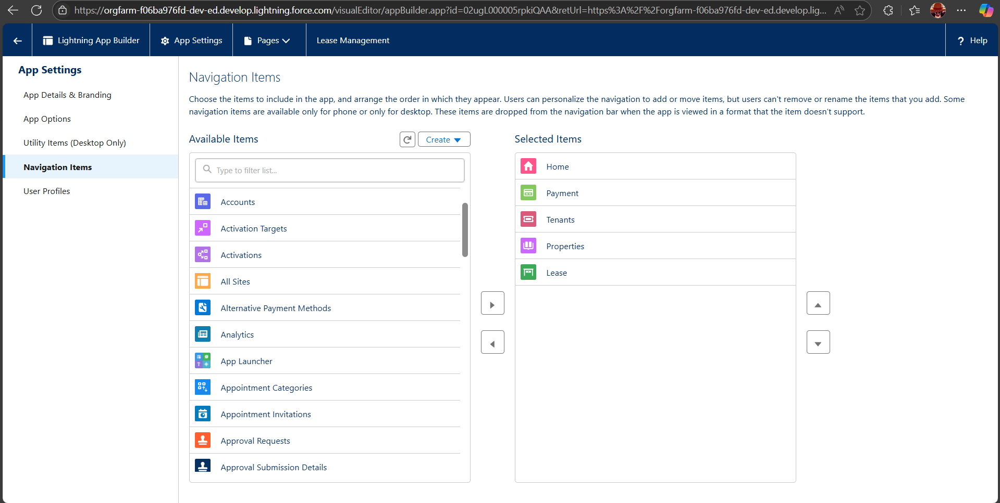 https://orgfarm-f06ba976fd-dev-ed.develop.lightning.force.com/visualEditor/appBuilder.app?id=02ugL000005rpkiQAA&retUrl=https%3A%2F%2Forgfarm-f06ba976fd-dev-ed.develop.lig...
Lightning App Builder
App Settings
Pages
Lease Management
? Help
App Settings
App Details & Branding
App Options
Utility Items (Desktop Only)
Navigation Items
User Profiles
Navigation Items
Choose the items to include in the app, and arrange the order in which they appear. Users can personalize the navigation to add or move items, but users can't remove or rename the items that you add. Some
navigation items are available only for phone or only for desktop. These items are dropped from the navigation bar when the app is viewed in a format that the item doesn't support.
Available Items
Create
Type to filter list...
Accounts
Activation Targets
Activations
All Sites
Alternative Payment Methods
Analytics
App Launcher
Appointment Categories
Appointment Invitations
Approval Requests
Approval Submission Details
Selected Items
Home
Payment
Tenants
Properties
Lease